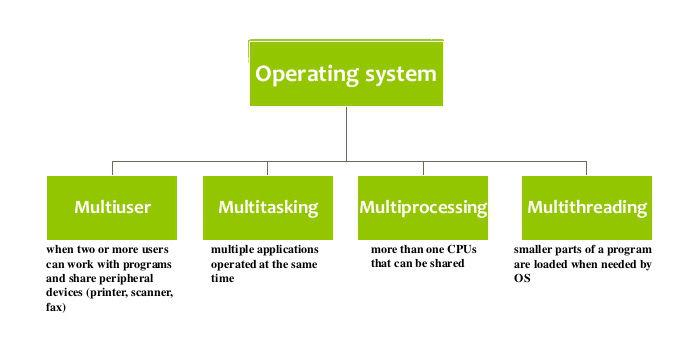 Operating system
Multiuser
Multitasking
Multiprocessing
Multithreading
when two or more users
can work with programs
and share peripheral
devices (printer, scanner,
fax)
multiple applications
operated at the same
time
more than one CPUs
that can be shared
smaller parts of a program
are loaded when needed by
OS